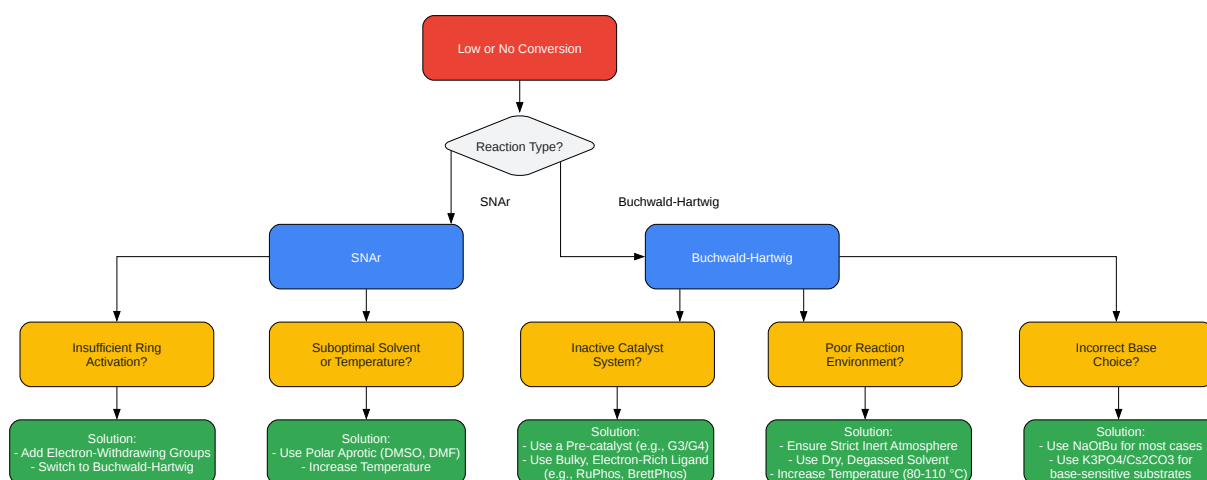 Low or No Conversion
Reaction Type?
SNAr
Buchwald-Hartwig
SNAr
Buchwald-Hartwig
Insufficient Ring
Activation?
Suboptimal Solvent
or Temperature?
Inactive Catalyst
System?
Poor Reaction
Environment?
Incorrect Base
Choice?
Solution:
- Add Electron-Withdrawing Groups
- Switch to Buchwald-Hartwig
Solution:
- Use Polar Aprotic (DMSO, DMF)
- Increase Temperature
Solution:
- Use a Pre-catalyst (e.g., G3/G4)
- Use Bulky, Electron-Rich Ligand
(e.g., RuPhos, BrettPhos)
Solution:
- Ensure Strict Inert Atmosphere
- Use Dry, Degassed Solvent
- Increase Temperature (80-110 °C)
Solution:
- Use NaOtBu for most cases
- Use K3PO4/Cs2CO3 for
base-sensitive substrates